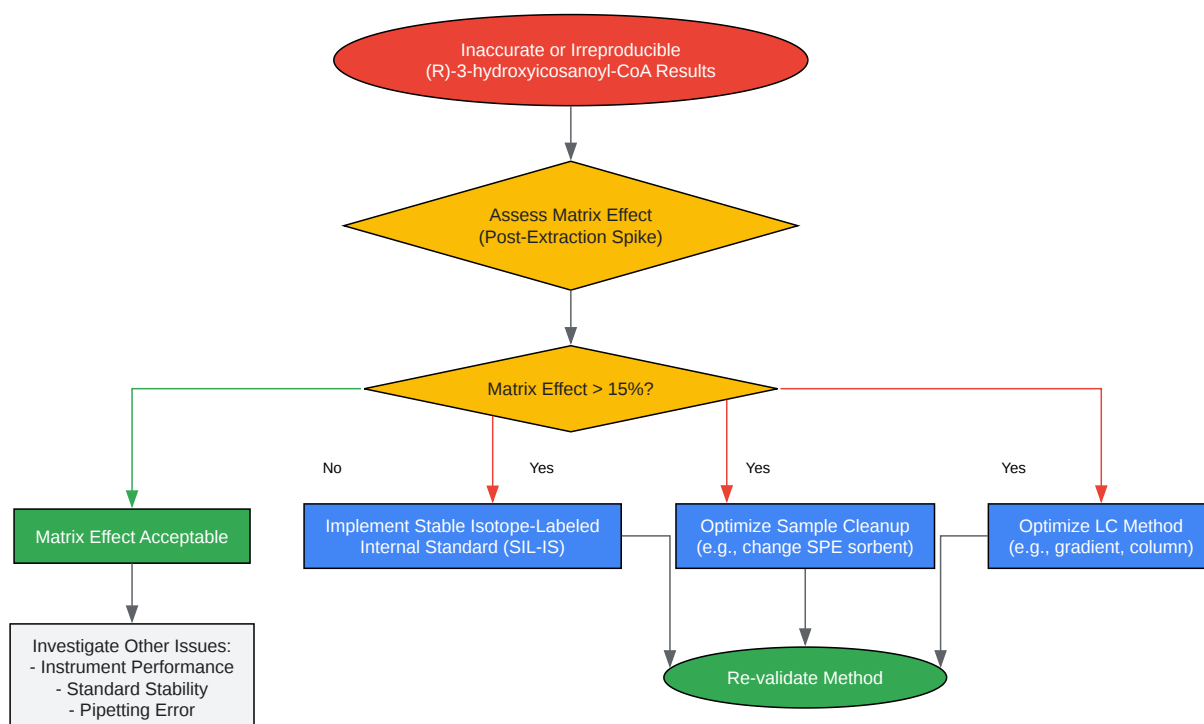 Inaccurate or Irreproducible
(R)-3-hydroxyicosanoyl-CoA Results
Assess Matrix Effect
(Post-Extraction Spike)
Matrix Effect > 15%?
No
Yes
Yes
Yes
Matrix Effect Acceptable
Implement Stable Isotope-Labeled
Internal Standard (SIL-IS)
Optimize Sample Cleanup
(e.g., change SPE sorbent)
Optimize LC Method
(e.g., gradient, column)
Investigate Other Issues:
- Instrument Performance
- Standard Stability
- Pipetting Error
Re-validate Method